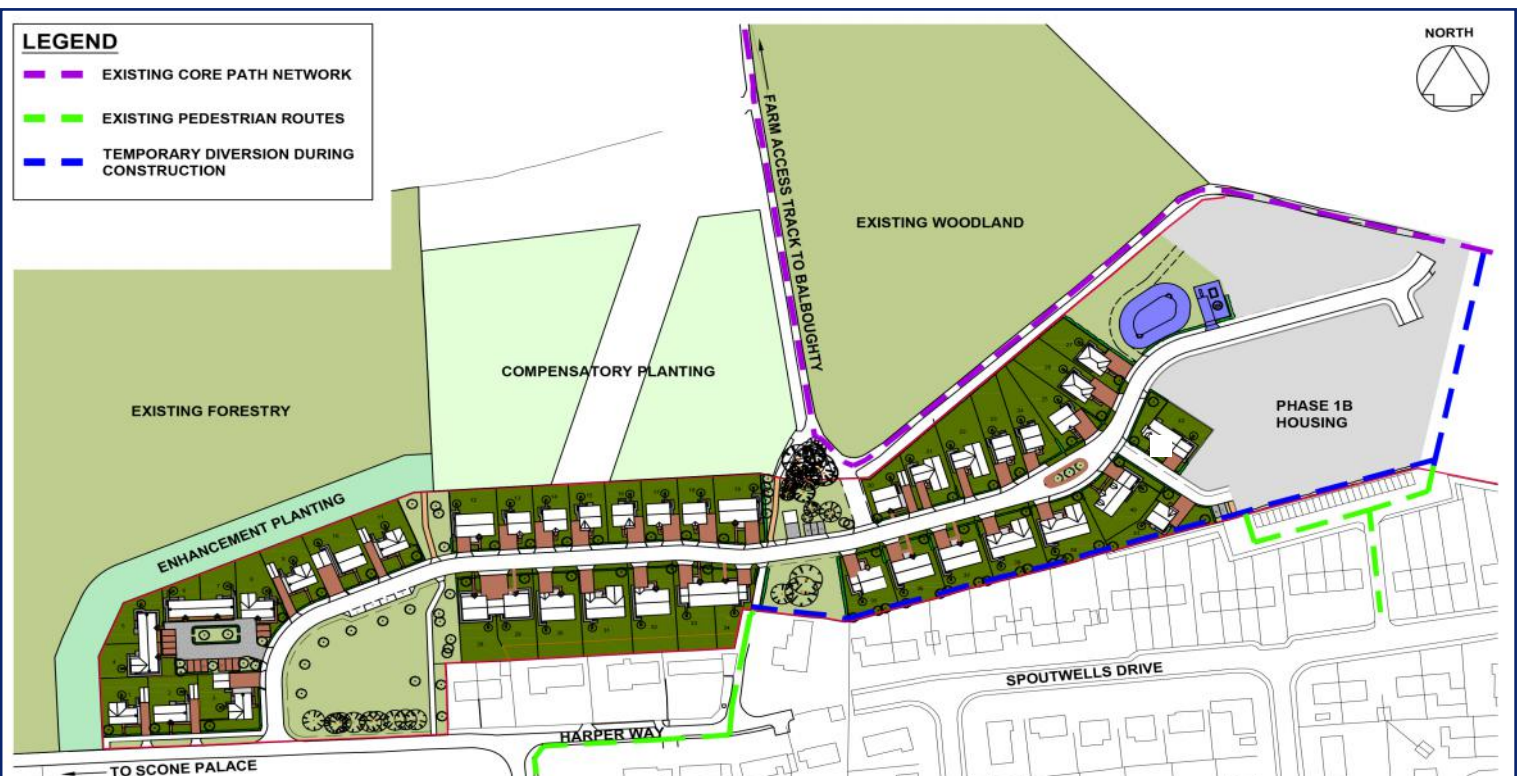 LEGEND
EXISTING CORE PATH NETWORK
EXISTING PEDESTRIAN ROUTES
TEMPORARY DIVERSION DURING
CONSTRUCTION
NORTH
FARM ACCESS TRACK TO BALBOUGHTY
EXISTING WOODLAND
COMPENSATORY PLANTING
EXISTING FORESTRY
PHASE 1B
HOUSING
ENHANCEMENT PLANTING
SPOUTWELLS DRIVE
HARPER WAY
TO SCONE PALACE